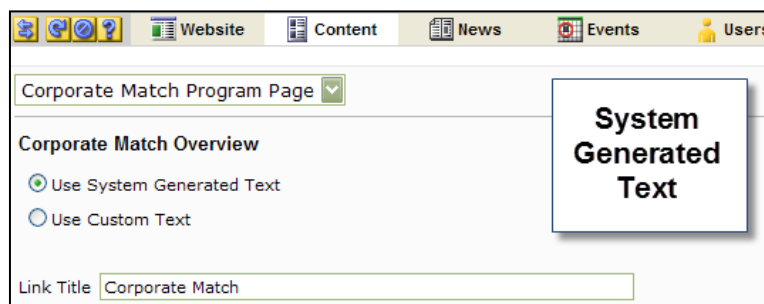 Website Content News Events Users
Corporate Match Program Page
System
Generated
Text
Corporate Match Overview
Use System Generated Text
Use Custom Text
Link Title Corporate Match